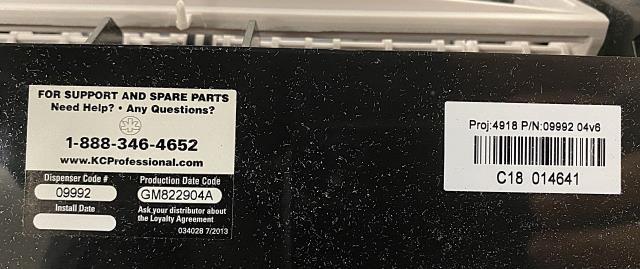 FOR SUPPORT AND SPARE PARTS
Need Help? • Any Questions?
1-888-346-4652
www.KCProfessional.com
Dispenser Code #
09992
Production Date Code
GM822904A
Install Date
Ask your distributor about
the Loyalty Agreement
034028 7/2013
Proj:4918 P/N:09992 04v6
C18 014641